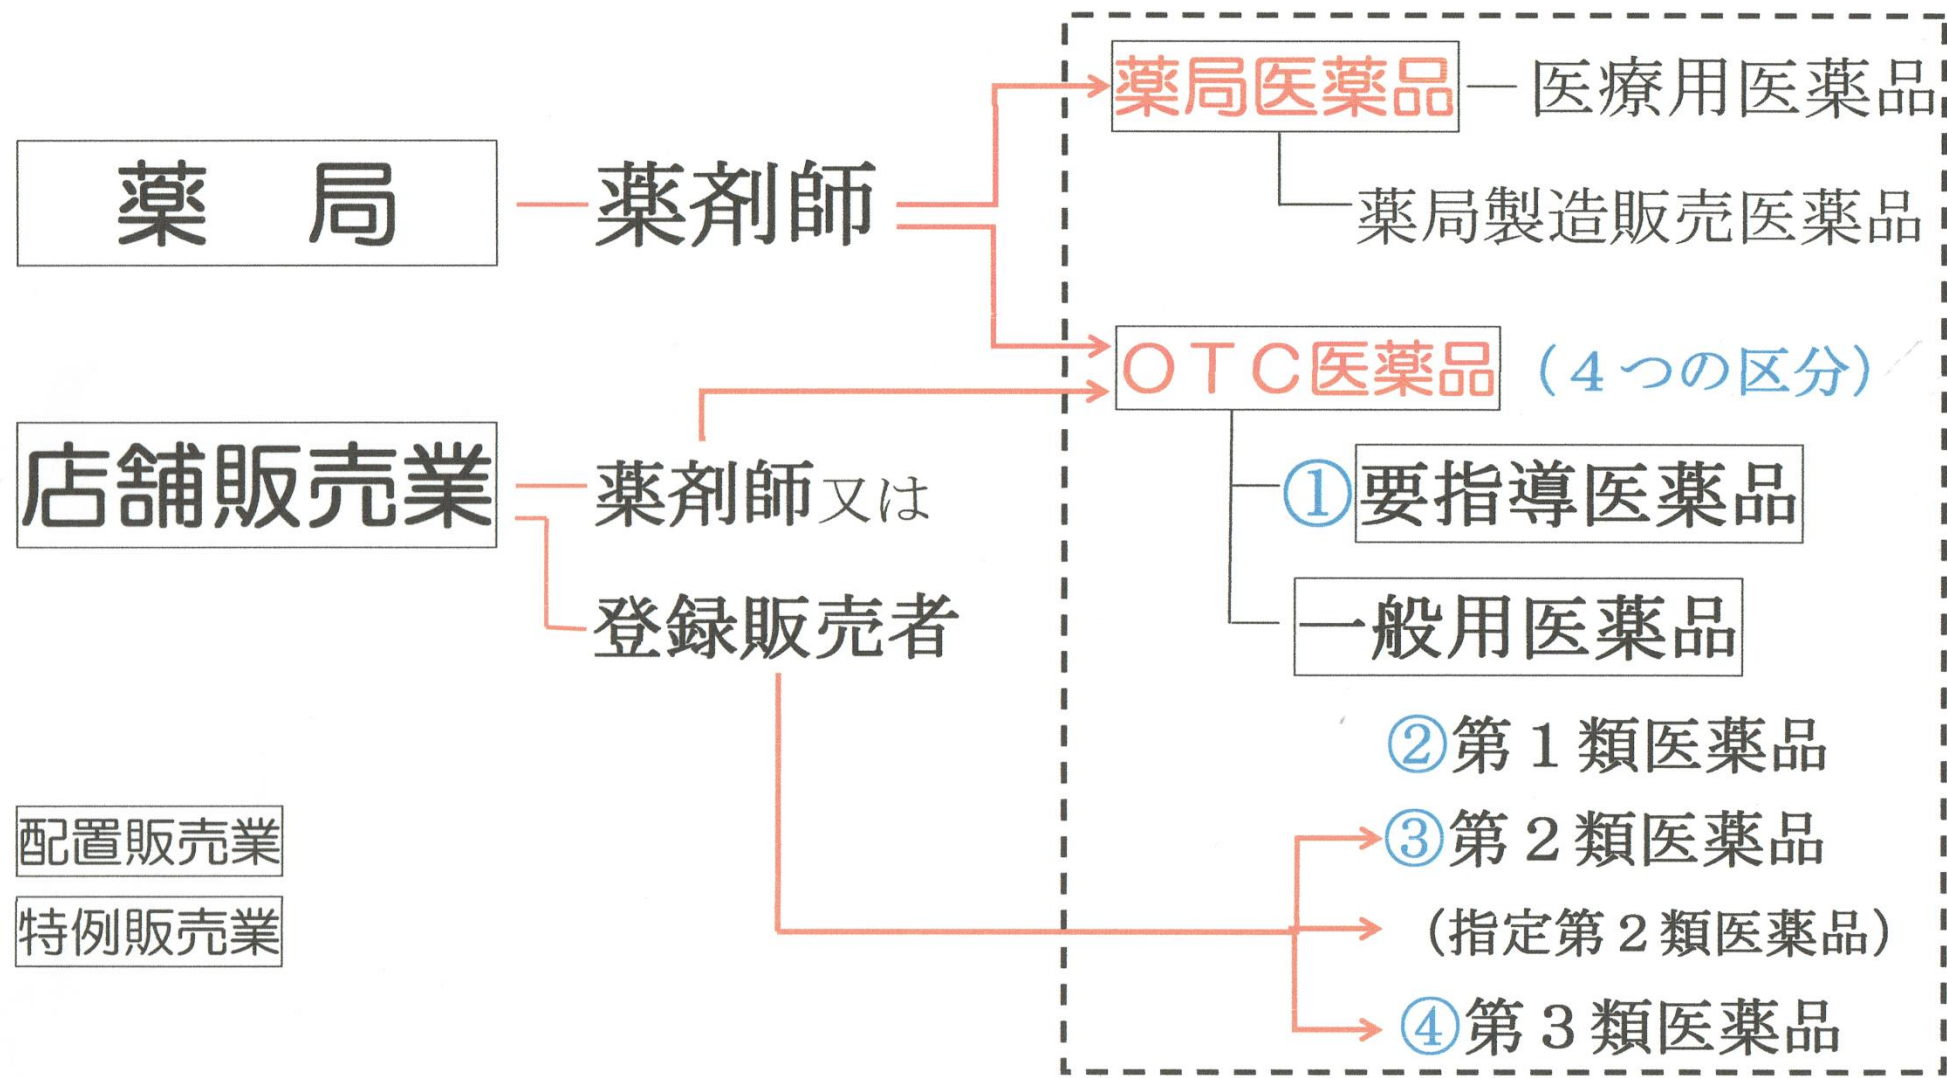 薬局
薬剤師
店舗販売業
薬剤師又は
登録販売者
配置販売業
特例販売業
薬局医薬品
医療用医薬品
薬局製造販売医薬品
ＯＴＣ医薬品
（４つの区分）
①要指導医薬品
一般用医薬品
②第１類医薬品
③第２類医薬品
（指定第２類医薬品）
④第３類医薬品